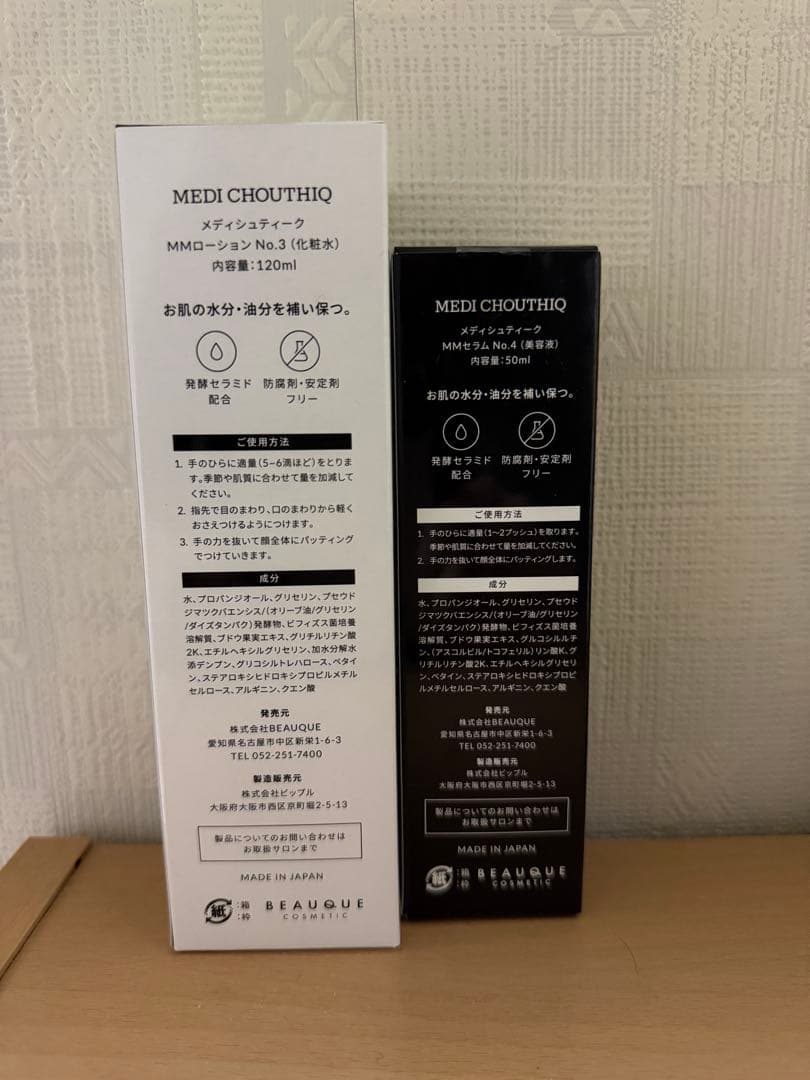 MEDI CHOUTHIQ
メディシュティーク
MMローション No.3（化粧水）
内容量：120ml
お肌の水分・油分を補い保つ。
発酵セラミド
配合
防腐剤・安定剤
フリー
ご使用方法
1. 手のひらに適量（5~6滴ほど）をとりま
す。季節や肌質に合わせて量を加減して
ください。
2. 指先で目のまわり、口のまわりから軽く
おさえつけるようにつけます。
3. 手の力を抜いて顔全体にパッティング
でつけていきます。
成分
水、プロパンジオール、グリセリン、プセウド
ジマツクバエンシス/（オリーブ油/グリセリン
/ダイズタンパク）発酵物、ビフィズス菌培養
溶解質、ブドウ果実エキス、グリチルリチン酸
2K、エチルヘキシルグリセリン、加水分解水
添デンプン、グリコシルトレハロース、ベタイ
ン、ステアロキシヒドロキシプロピルメチル
セルロース、アルギニン、クエン酸
発売元
株式会社BEAUQUE
愛知県名古屋市中区新栄1-6-3
TEL 052-251-7400
製造販売元
株式会社ビップル
大阪府大阪市西区京町堀2-5-13
製品についてのお問い合わせは
お取扱サロンまで
MADE IN JAPAN
紙
:箱
:枠
BEAUQUE
COSMETIC
MEDI CHOUTHIQ
メディシュティーク
MMセラム No.4（美容液）
内容量：50ml
お肌の水分・油分を補い保つ。
発酵セラミド
配合
防腐剤・安定剤
フリー
ご使用方法
1. 手のひらに適量（1〜2プッシュ）を取ります。
季節や肌質に合わせて量を加減してください。
2. 手の力を抜いて顔全体にパッティングします。
成分
水、プロパンジオール、グリセリン、プセウド
ジマツクバエンシス/（オリーブ油/グリセリン
/ダイズタンパク）発酵物、ビフィズス菌培養
溶解質、ブドウ果実エキス、グルコシルルチ
ン、（アスコルビル/トコフェリル）リン酸K、グ
リチルリチン酸2K、エチルヘキシルグリセリ
ン、ベタイン、ステアロキシヒドロキシプロピ
ルメチルセルロース、アルギニン、クエン酸
発売元
株式会社BEAUQUE
愛知県名古屋市中区新栄1-6-3
TEL 052-251-7400
製造販売元
株式会社ビップル
大阪府大阪市西区京町堀2-5-13
製品についてのお問い合わせは
お取扱サロンまで
MADE IN JAPAN
紙
:箱
:枠
BEAUQUE
COSMETIC